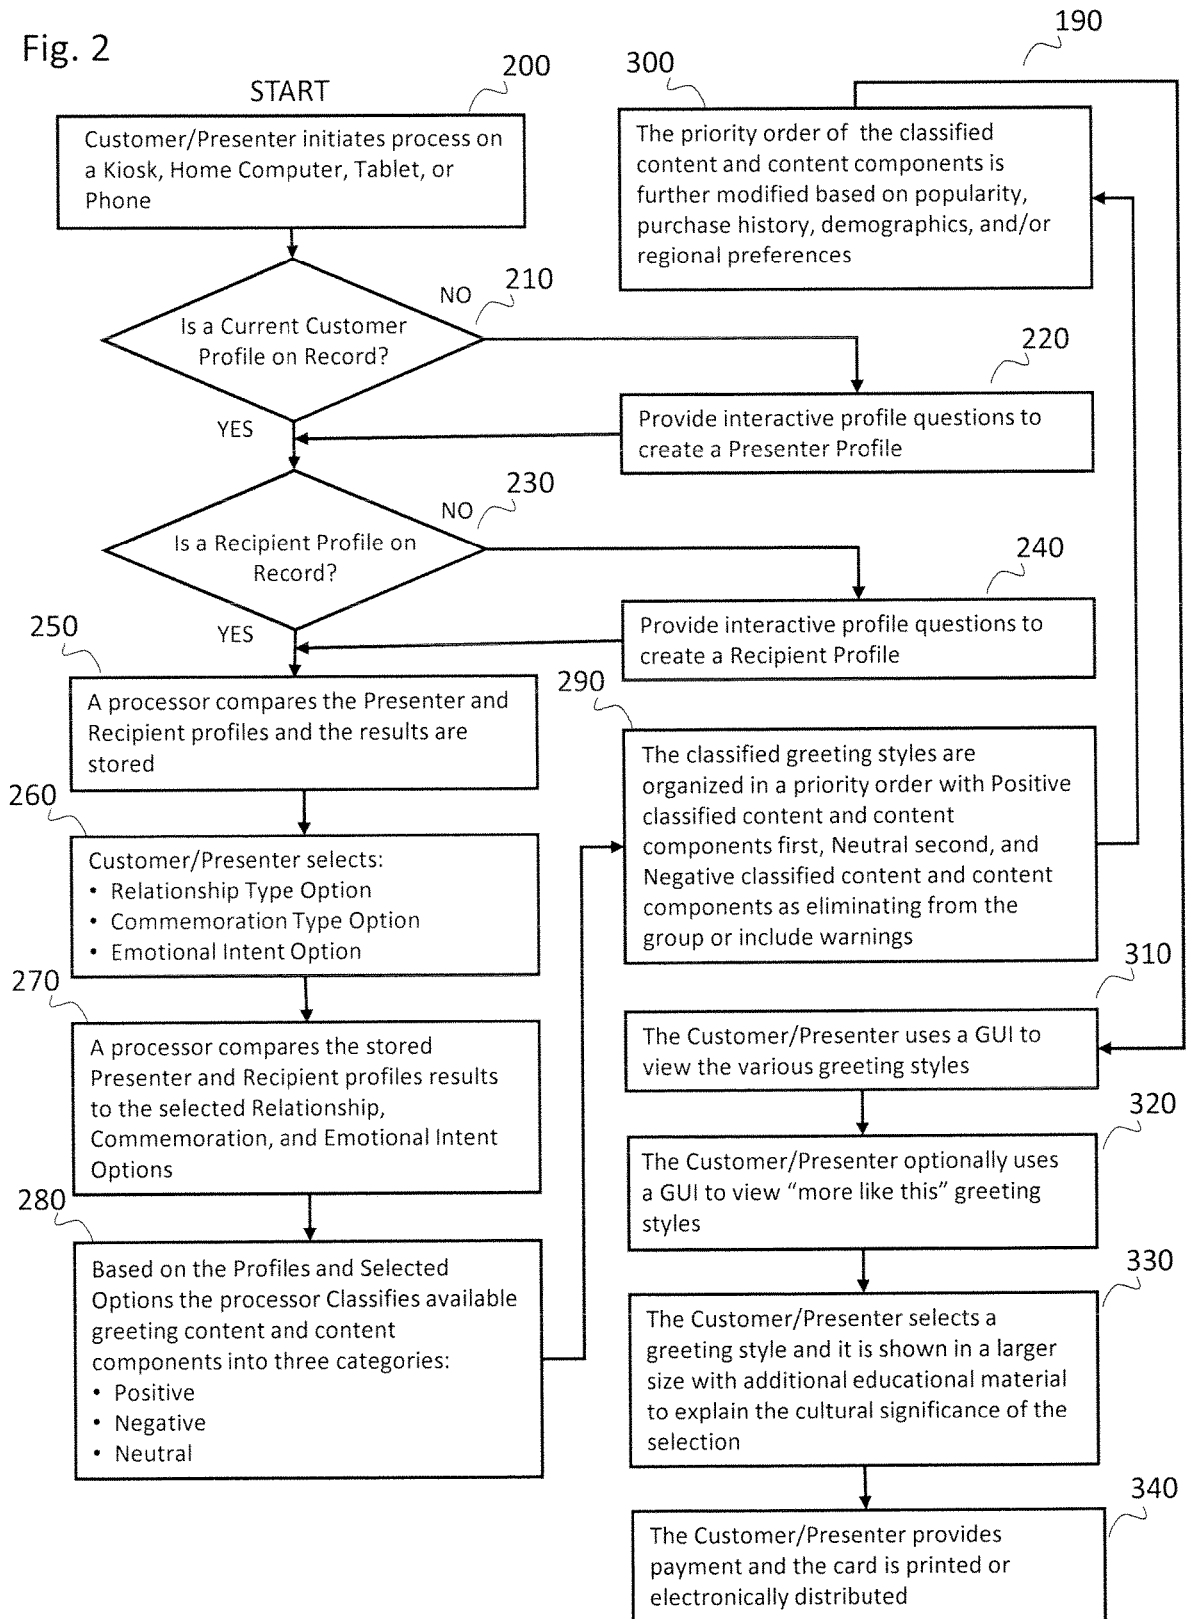 Fig. 2
START
200
Customer/Presenter initiates process on
a Kiosk, Home Computer, Tablet, or
Phone
210
NO
Is a Current Customer
Profile on Record?
YES
220
Provide interactive profile questions to
create a Presenter Profile
230
NO
Is a Recipient Profile on
Record?
YES
240
Provide interactive profile questions to
create a Recipient Profile
250
A processor compares the Presenter and
Recipient profiles and the results are
stored
260
Customer/Presenter selects:
• Relationship Type Option
• Commemoration Type Option
• Emotional Intent Option
270
A processor compares the stored
Presenter and Recipient profiles results
to the selected Relationship,
Commemoration, and Emotional Intent
Options
280
Based on the Profiles and Selected
Options the processor Classifies available
greeting content and content
components into three categories:
• Positive
• Negative
• Neutral
290
The classified greeting styles are
organized in a priority order with Positive
classified content and content
components first, Neutral second, and
Negative classified content and content
components as eliminating from the
group or include warnings
300
The priority order of the classified
content and content components is
further modified based on popularity,
purchase history, demographics, and/or
regional preferences
190
310
The Customer/Presenter uses a GUI to
view the various greeting styles
320
The Customer/Presenter optionally uses
a GUI to view “more like this” greeting
styles
330
The Customer/Presenter selects a
greeting style and it is shown in a larger
size with additional educational material
to explain the cultural significance of the
selection
340
The Customer/Presenter provides
payment and the card is printed or
electronically distributed